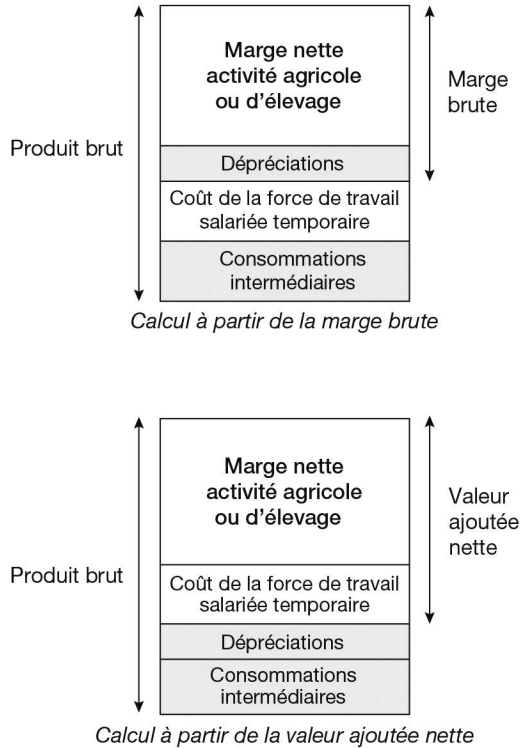 Marge nette
activité agricole
ou d'élevage
Marge
brute
Produit brut
Dépréciations
Coût de la force de travail
salariée temporaire
Consommations
intermédiaires
Calcul à partir de la marge brute
Marge nette
activité agricole
ou d'élevage
Valeur
ajoutée
nette
Produit brut
Coût de la force de travail
salariée temporaire
Dépréciations
Consommations
intermédiaires
Calcul à partir de la valeur ajoutée nette